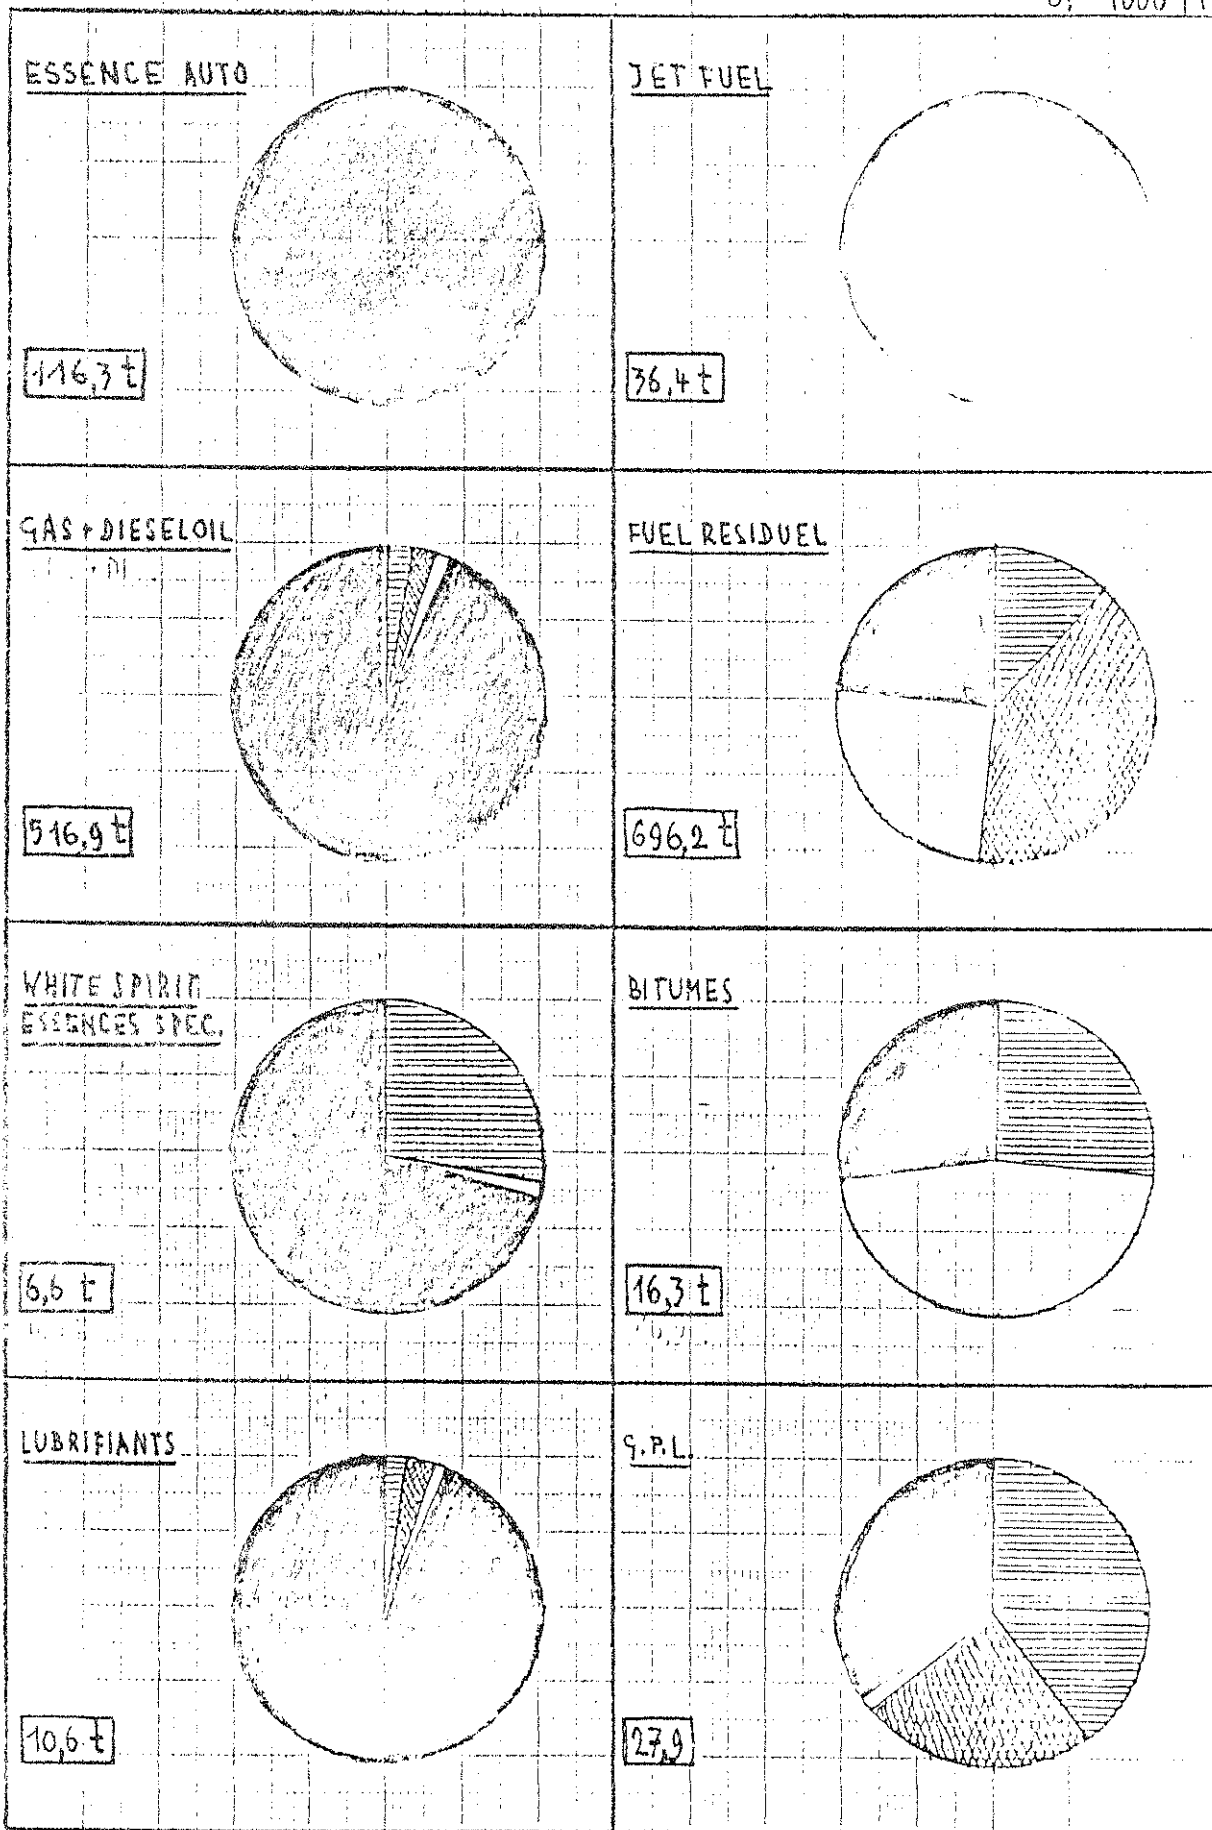 1000
ESSENCE AUTO
JET FUEL
116,3 t
36,4 t
GAS + DIESELOIL
FUEL RESIDUEL
516,9 t
696,2 t
WHITE SPIRIT
ESSENCES SPEC.
BITUMES
6,6 t
16,3 t
LUBRIFIANTS
G.P.L.
10,6 t
27,9